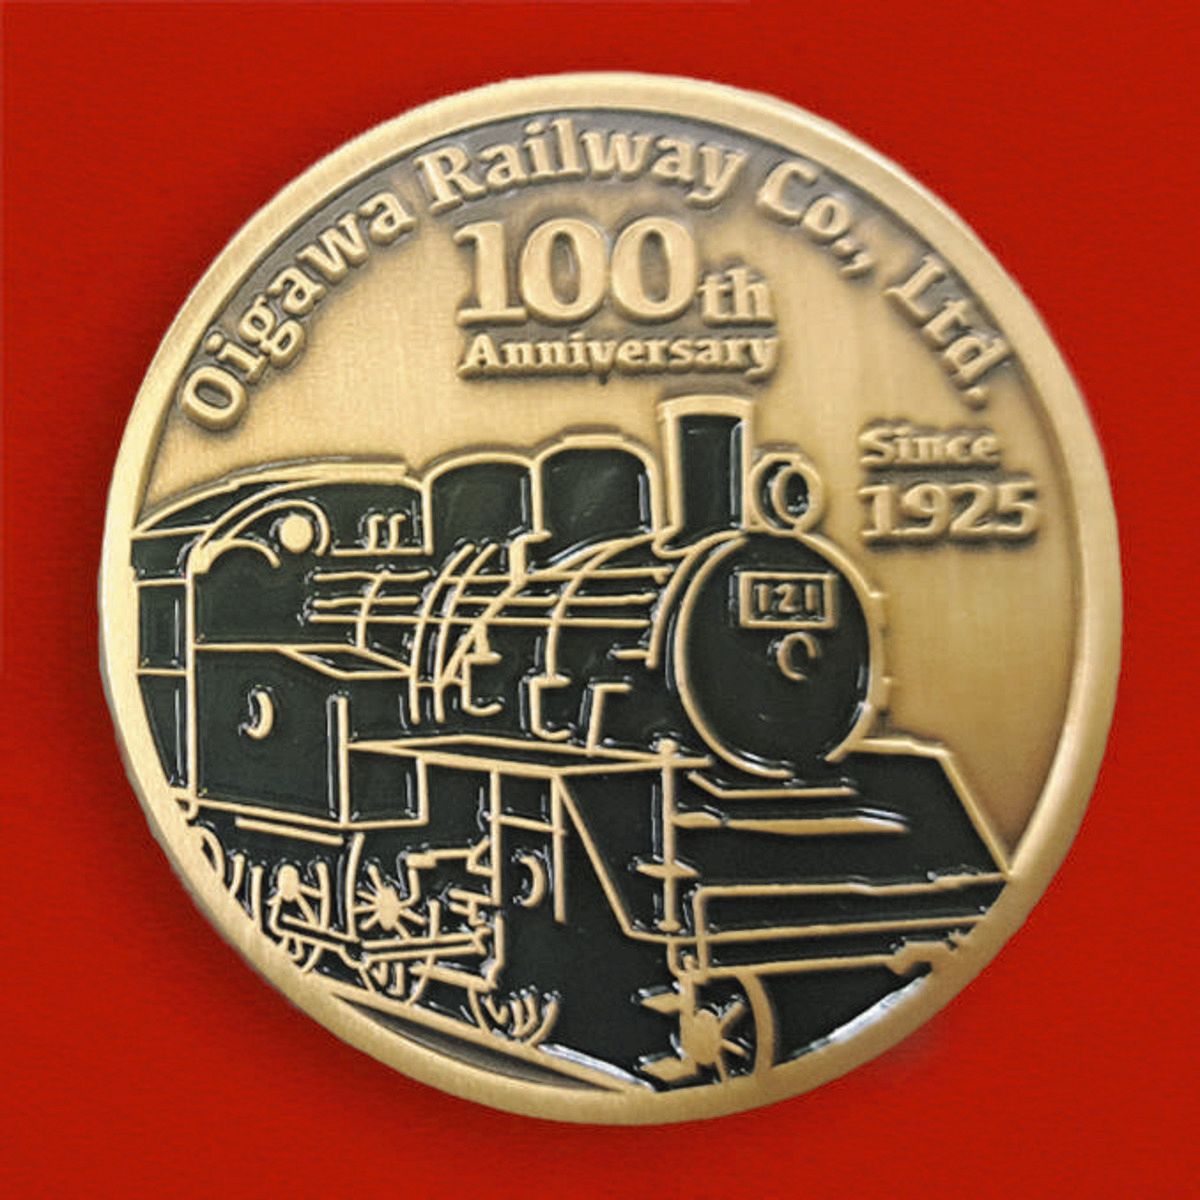 Oigawa Railway Co., Ltd.
100th
Anniversary
Since
1925
121